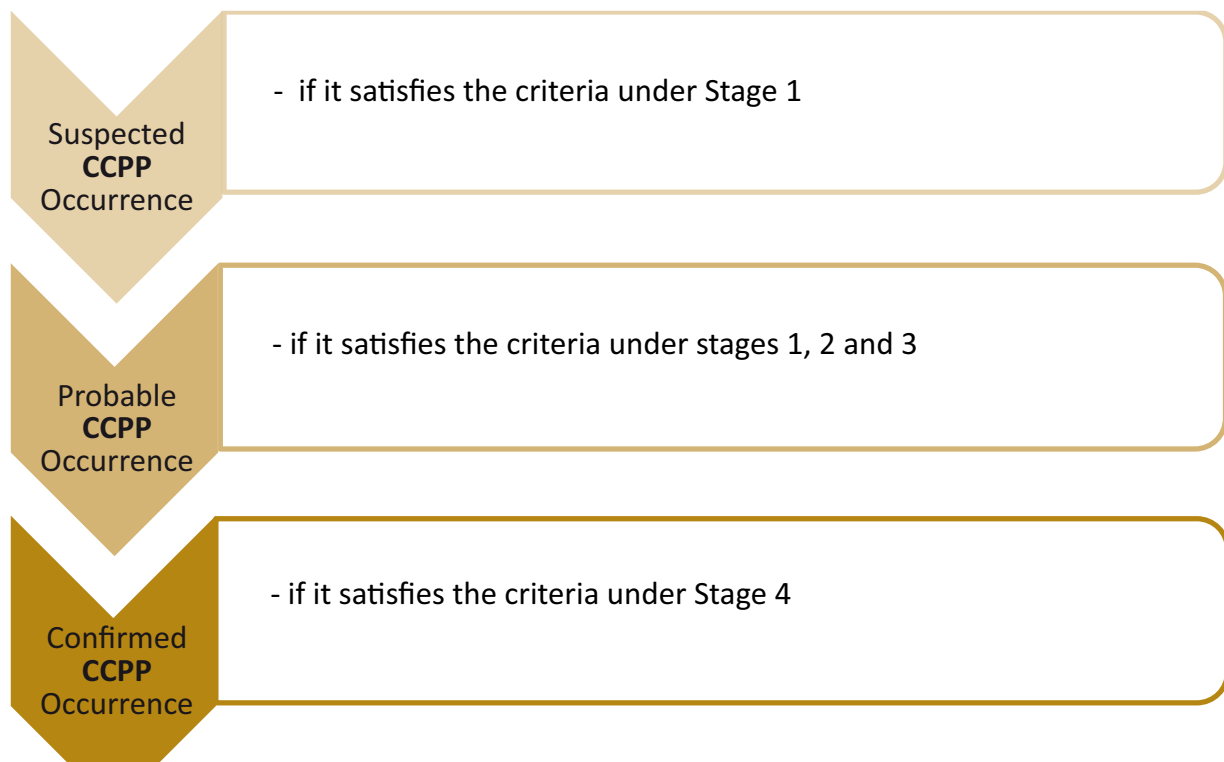 Suspected
CCPP
Occurrence
-  if it satisfies the criteria under Stage 1
Probable
CCPP
Occurrence
- if it satisfies the criteria under stages 1, 2 and 3
Confirmed
CCPP
Occurrence
- if it satisfies the criteria under Stage 4